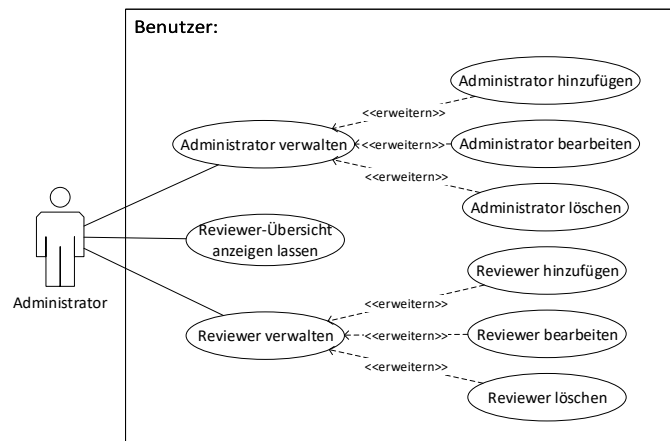 Benutzer:
Administrator hinzufügen
<<erweitern>>
Administrator verwalten
<<erweitern>>
Administrator bearbeiten
<<erweitern>>
Administrator löschen
Reviewer-Übersicht
anzeigen lassen
Administrator
Reviewer hinzufügen
<<erweitern>>
Reviewer verwalten
<<erweitern>>
Reviewer bearbeiten
<<erweitern>>
Reviewer löschen